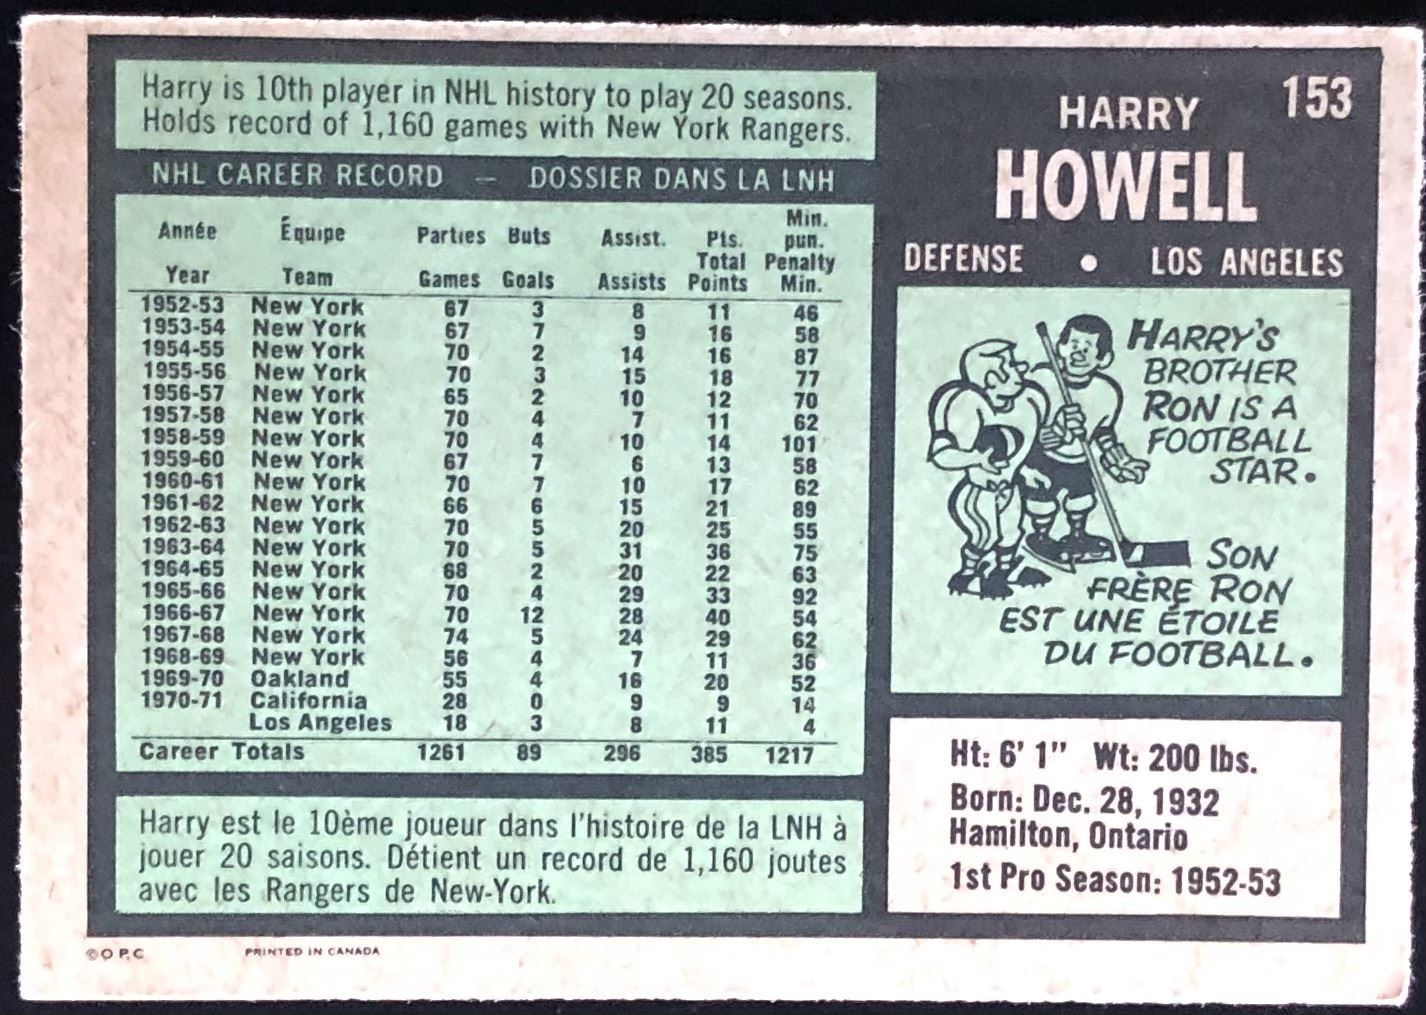 Harry is 10th player in NHL history to play 20 seasons.
Holds record of 1,160 games with New York Rangers.
NHL CAREER RECORD — DOSSIER DANS LA LNH
Année Équipe Parties Buts Assist. Pts. Min. pun.
Year Team Games Goals Assists Total Points Penalty Min.
1952-53 New York 67 3 8 11 46
1953-54 New York 67 7 9 16 58
1954-55 New York 70 2 14 16 87
1955-56 New York 70 3 15 18 77
1956-57 New York 65 2 10 12 70
1957-58 New York 70 4 7 11 62
1958-59 New York 70 4 10 14 101
1959-60 New York 67 7 6 13 58
1960-61 New York 70 7 10 17 62
1961-62 New York 66 6 15 21 89
1962-63 New York 70 5 20 25 55
1963-64 New York 70 5 31 36 75
1964-65 New York 68 2 20 22 63
1965-66 New York 70 4 29 33 92
1966-67 New York 70 12 28 40 54
1967-68 New York 74 5 24 29 62
1968-69 New York 56 4 7 11 36
1969-70 Oakland 55 4 16 20 52
1970-71 California 28 0 9 9 14
Los Angeles 18 3 8 11 4
Career Totals 1261 89 296 385 1217
Harry est le 10ème joueur dans l'histoire de la LNH à
jouer 20 saisons. Détient un record de 1,160 joutes
avec les Rangers de New-York.
©O.P.C. PRINTED IN CANADA
153
HARRY
HOWELL
DEFENSE • LOS ANGELES
HARRY'S
BROTHER
RON IS A
FOOTBALL
STAR.
SON
FRÈRE RON
EST UNE ÉTOILE
DU FOOTBALL.
Ht: 6' 1" Wt: 200 lbs.
Born: Dec. 28, 1932
Hamilton, Ontario
1st Pro Season: 1952-53